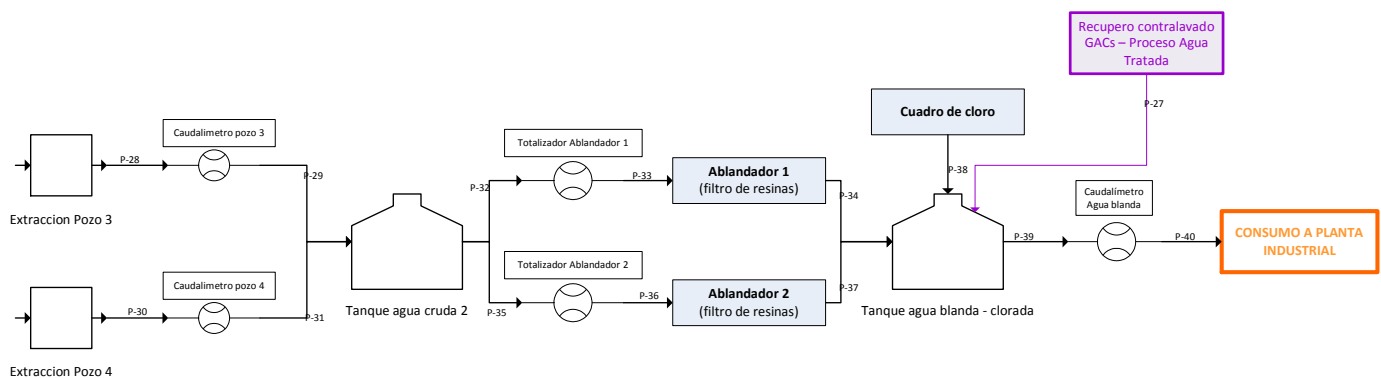 Recupero contralavado
GACs – Proceso Agua
Tratada
P-27
Cuadro de cloro
P-38
Caudalimetro pozo 3
P-28
P-29
Extraccion Pozo 3
Totalizador Ablandador 1
P-32
P-33
Ablandador 1
(filtro de resinas)
P-34
Caudalímetro
Agua blanda
P-39
P-40
CONSUMO A PLANTA
INDUSTRIAL
Caudalimetro pozo 4
P-30
P-31
Extraccion Pozo 4
Tanque agua cruda 2
Totalizador Ablandador 2
P-35
P-36
Ablandador 2
(filtro de resinas)
P-37
Tanque agua blanda - clorada